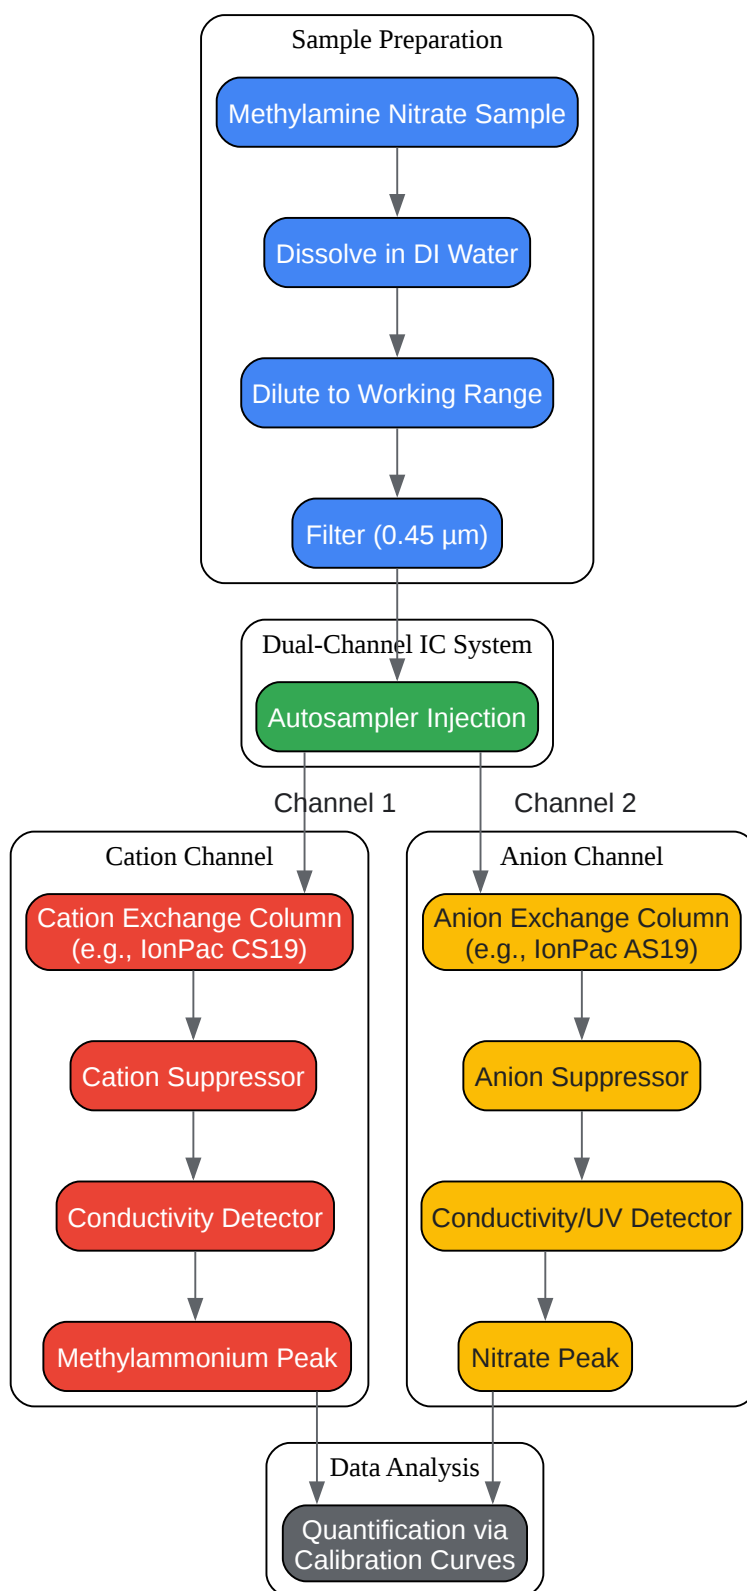 Sample Preparation
Methylamine Nitrate Sample
Dissolve in DI Water
Dilute to Working Range
Filter (0.45 µm)
Dual-Channel IC System
Autosampler Injection
Channel 1
Channel 2
Cation Channel
Cation Exchange Column
(e.g., IonPac CS19)
Cation Suppressor
Conductivity Detector
Methylammonium Peak
Anion Channel
Anion Exchange Column
(e.g., IonPac AS19)
Anion Suppressor
Conductivity/UV Detector
Nitrate Peak
Data Analysis
Quantification via
Calibration Curves